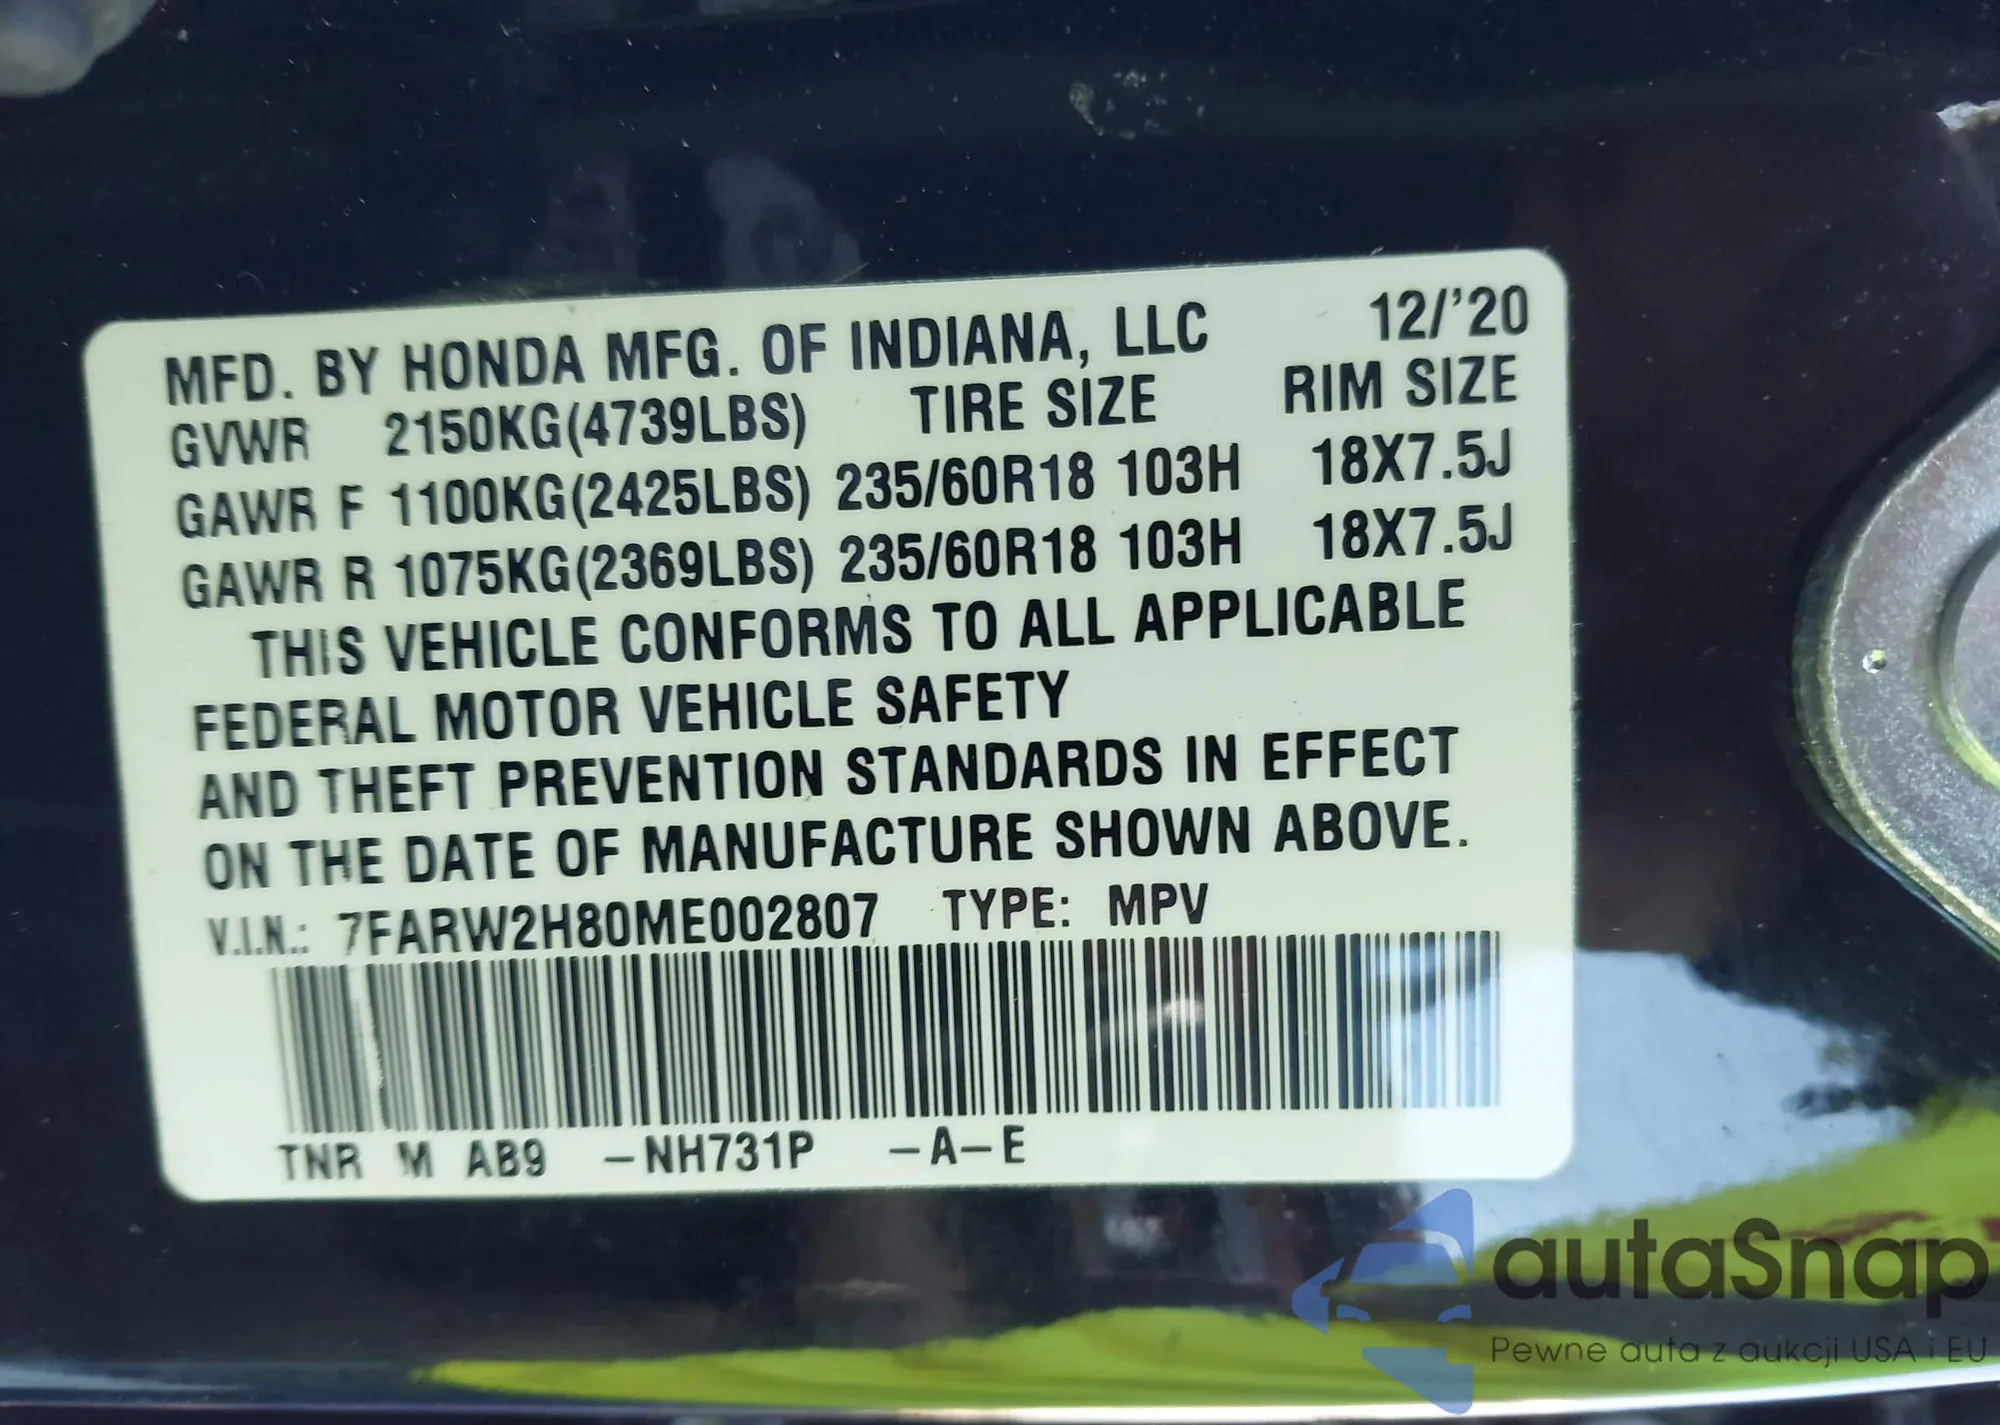 MFD. BY HONDA MFG. OF INDIANA, LLC 12/'20
GVWR 2150KG(4739LBS) TIRE SIZE RIM SIZE
GAWR F 1100KG(2425LBS) 235/60R18 103H 18X7.5J
GAWR R 1075KG(2369LBS) 235/60R18 103H 18X7.5J
THIS VEHICLE CONFORMS TO ALL APPLICABLE
FEDERAL MOTOR VEHICLE SAFETY
AND THEFT PREVENTION STANDARDS IN EFFECT
ON THE DATE OF MANUFACTURE SHOWN ABOVE.
V.I.N.: 7FARW2H80ME002807 TYPE: MPV
TNR M AB9 -NH731P -A-E
autaSnap
Pewne auta z aukcji USA i EU